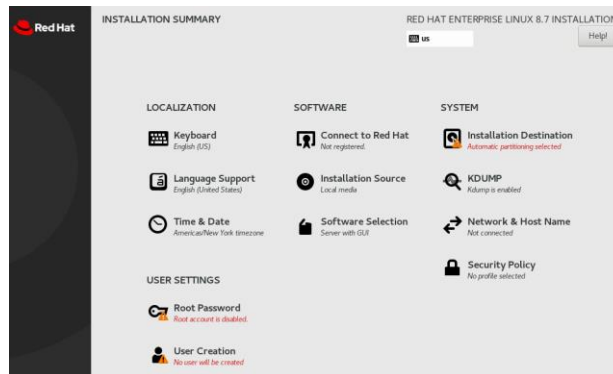 Red Hat
INSTALLATION SUMMARY
RED HAT ENTERPRISE LINUX 8.7 INSTALLATION
us
Help!
LOCALIZATION
Keyboard
English (US)
Language Support
English (United States)
Time & Date
Americas/New York timezone
SOFTWARE
Connect to Red Hat
Not registered.
Installation Source
Local media
Software Selection
Server with GUI
SYSTEM
Installation Destination
Automatic partitioning selected
KDUMP
Kdump is enabled
Network & Host Name
Not connected
Security Policy
No profile selected
USER SETTINGS
Root Password
Root account is disabled.
User Creation
No user will be created